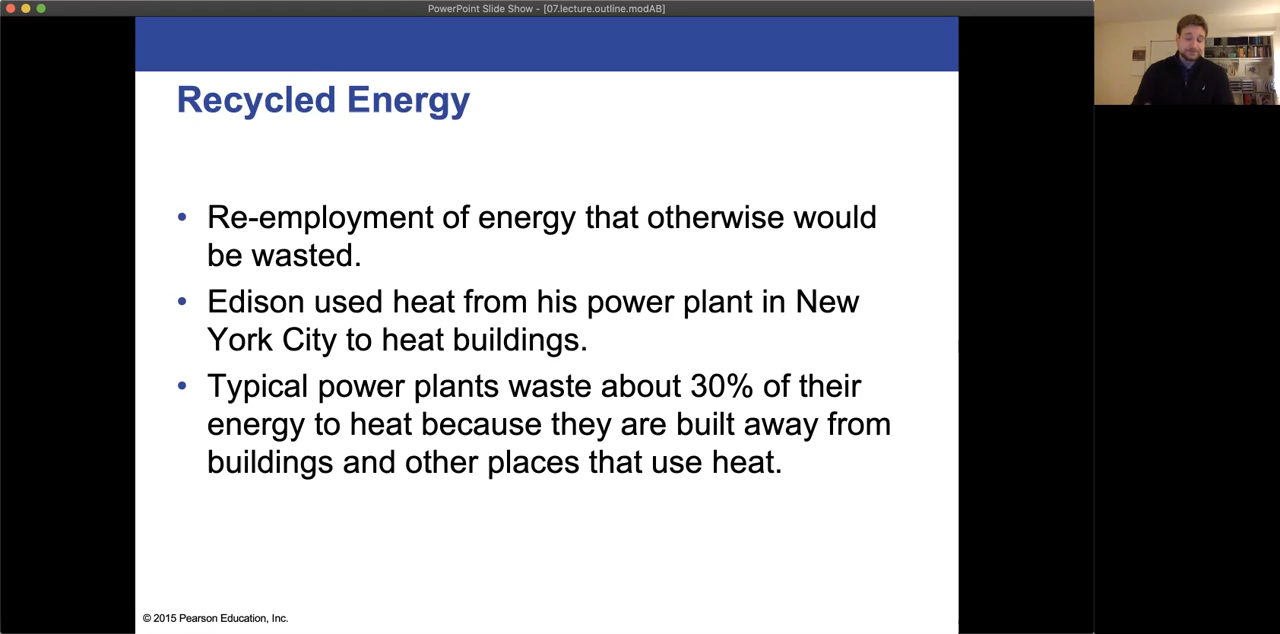 PowerPoint Slide Show - [07.lecture.outline.modAB]
Recycled Energy
• Re-employment of energy that otherwise would
be wasted.
• Edison used heat from his power plant in New
York City to heat buildings.
• Typical power plants waste about 30% of their
energy to heat because they are built away from
buildings and other places that use heat.
© 2015 Pearson Education, Inc.